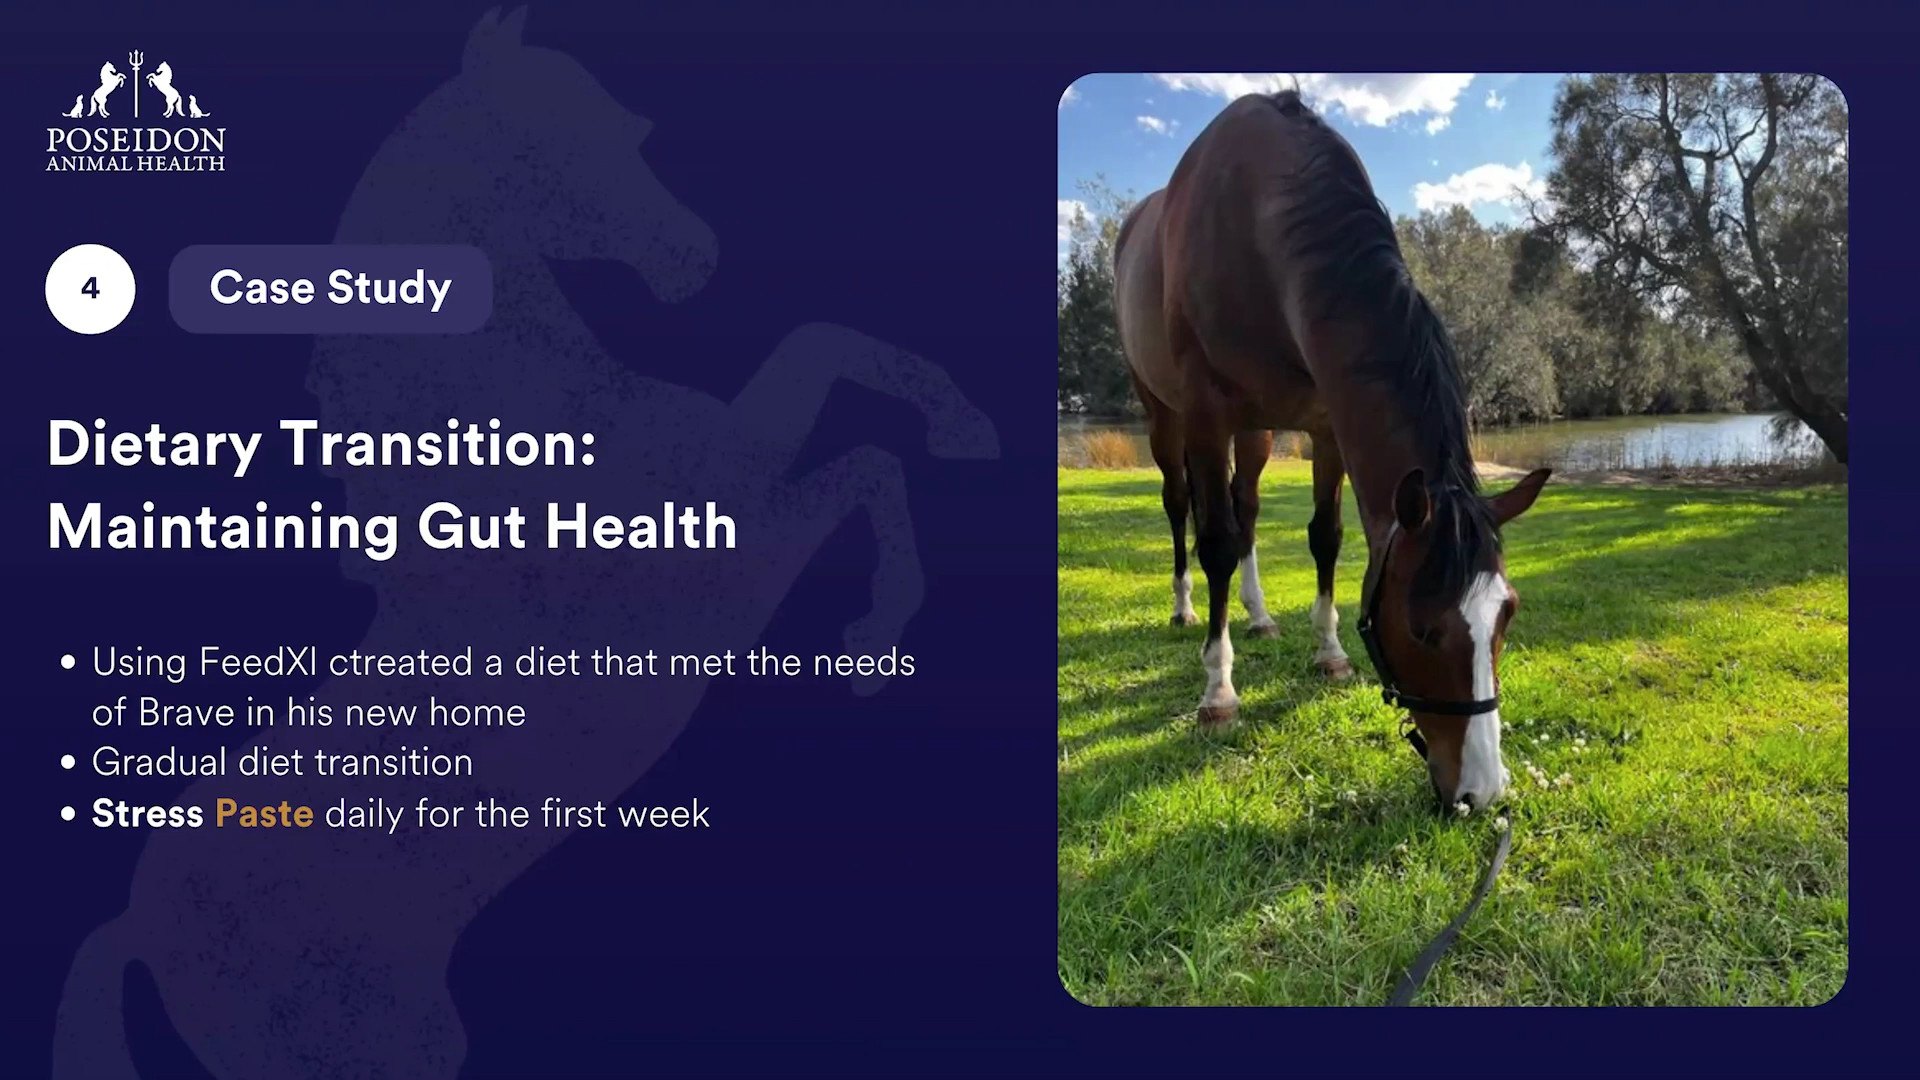 POSEIDON
ANIMAL HEALTH
4
Case Study
Dietary Transition:
Maintaining Gut Health
• Using FeedXl ctreated a diet that met the needs
of Brave in his new home
• Gradual diet transition
• Stress Paste daily for the first week